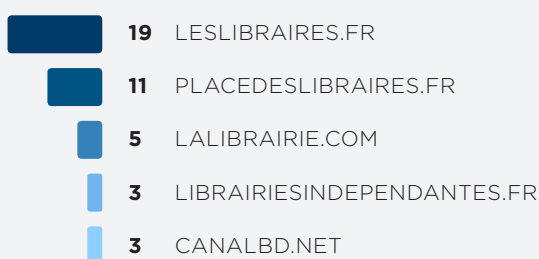 19 LESLIBRAIRES.FR
11 PLACEDESLIBRAIRES.FR
5 LALIBRAIRIE.COM
3 LIBRAIRIESINDEPENDANTES.FR
3 CANALBD.NET